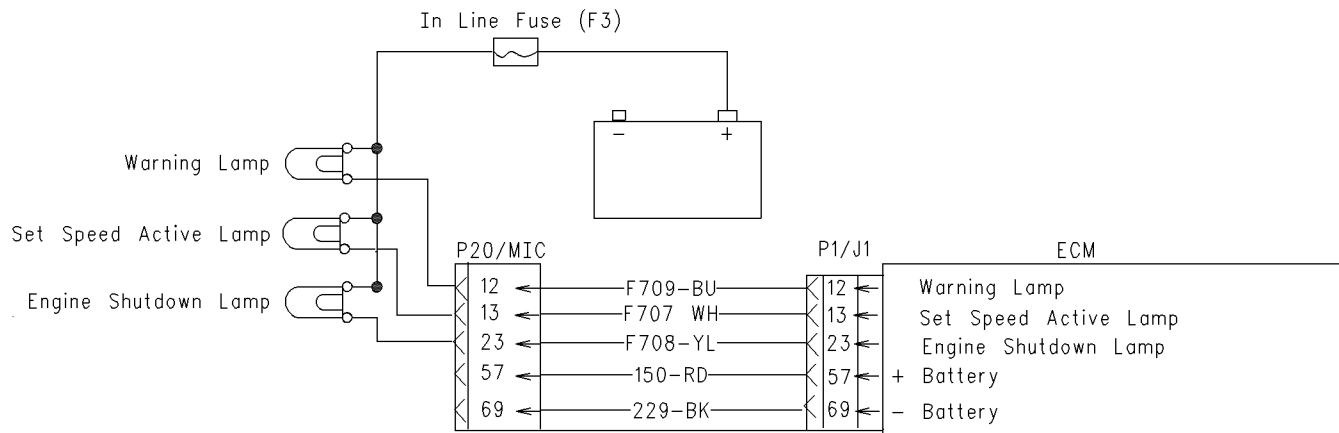 In Line Fuse (F3)
- +
Warning Lamp
Set Speed Active Lamp
Engine Shutdown Lamp
P20/MIC P1/J1 ECM
12 F709-BU 12 Warning Lamp
13 F707 WH 13 Set Speed Active Lamp
23 F708-YL 23 Engine Shutdown Lamp
57 150-RD 57 + Battery
69 229-BK 69 - Battery